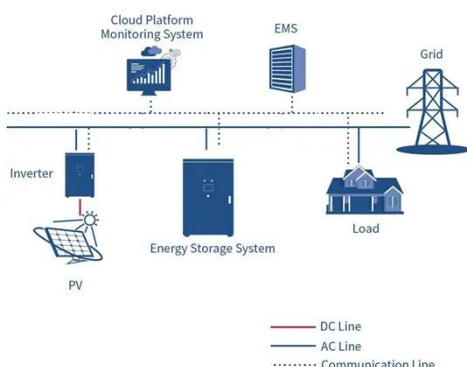 Cloud Platform
Monitoring System
EMS
Grid
Inverter
Energy Storage System
Load
PV
DC Line
AC Line
Communication Line